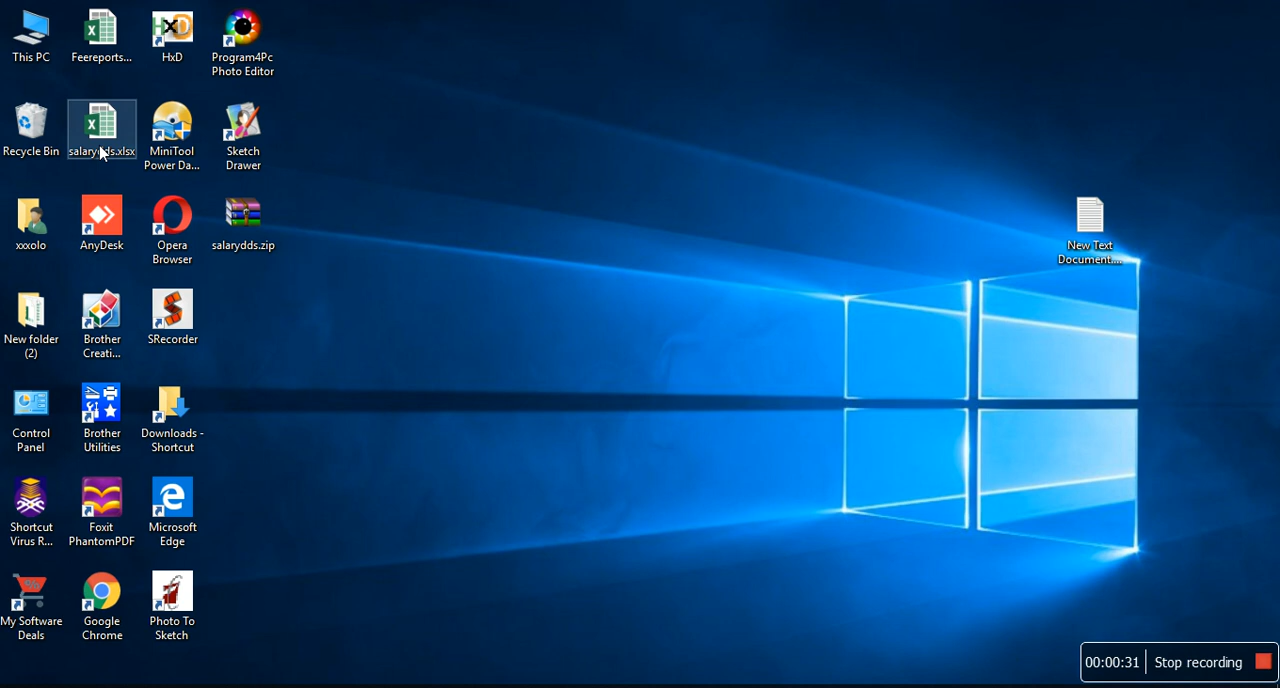 This PC
Feereports...
HxD
Program4Pc
Photo Editor
Recycle Bin
salarydds.xlsx
MiniTool
Power Da...
Sketch
Drawer
xxxolo
AnyDesk
Opera
Browser
salarydds.zip
New Text
Document....
New folder
(2)
Brother
Creati...
SRecorder
Control
Panel
Brother
Utilities
Downloads -
Shortcut
Shortcut
Virus R...
Foxit
PhantomPDF
Microsoft
Edge
My Software
Deals
Google
Chrome
Photo To
Sketch
00:00:31 Stop recording